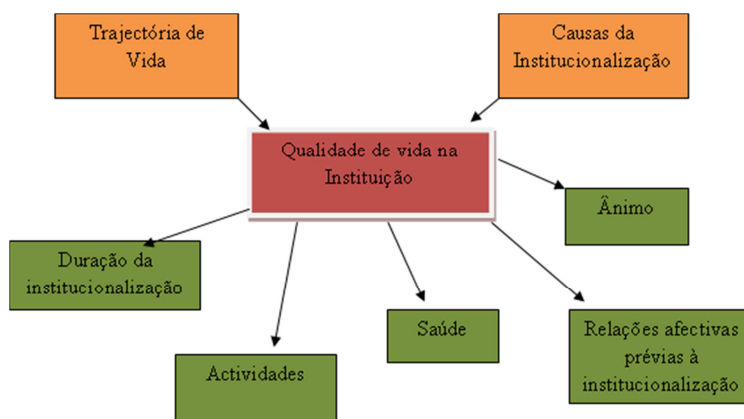 Trajectória de
Vida
Causas da
Institucionalização
Qualidade de vida na
Instituição
Ânimo
Duração da
institucionalização
Saúde
Relações afectivas
prévias à
institucionalização
Actividades